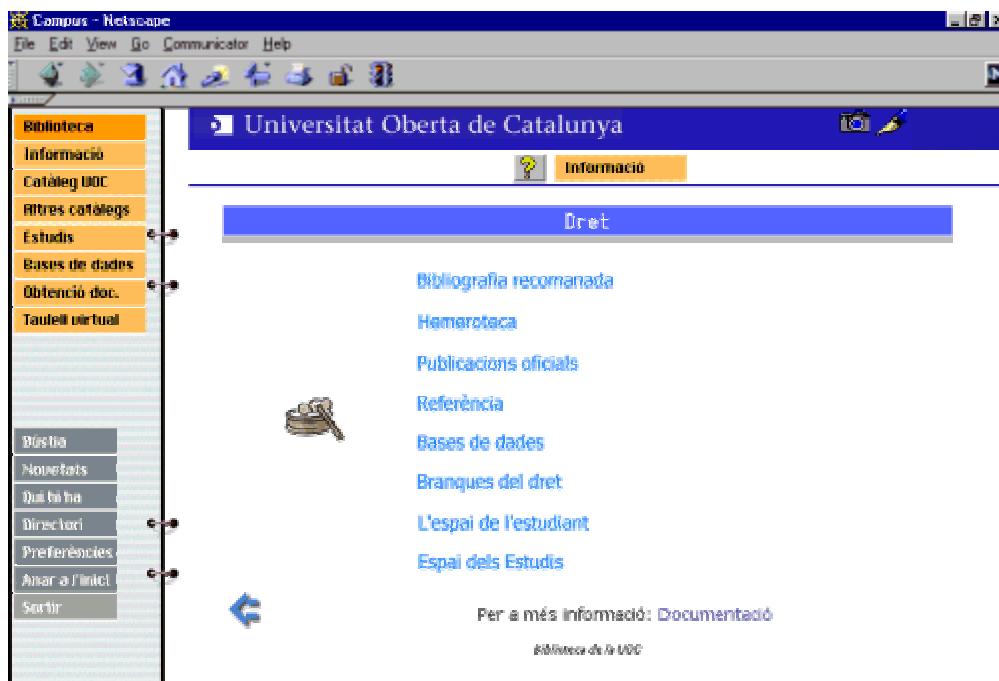 Campus - Netscape
File Edit View Go Communicator Help
Universitat Oberta de Catalunya
Informació
Biblioteca
Informació
Catàleg UOC
Altres catàlegs
Estudis
Bases de dades
Obtenció doc.
Taulell virtual
Bústia
Novetats
Qui hi ha
Directori
Preferències
Anar a l'inici
Sortir
Dret
Bibliografia recomanada
Hemeroteca
Publicacions oficials
Referència
Bases de dades
Branques del dret
L'espai de l'estudiant
Espai dels Estudis
Per a més informació: Documentació
Biblioteca de la UOC